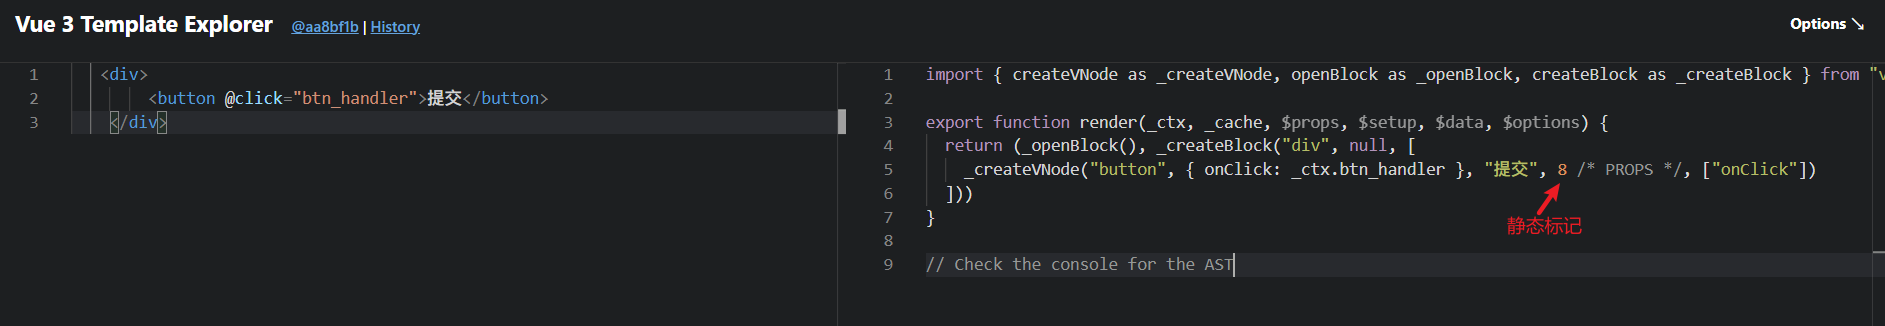 Vue 3 Template Explorer @aa8bf1b | History
Options ↘
1 <div>
2 <button @click="btn_handler">提交</button>
3 </div>
1 import { createVNode as _createVNode, openBlock as _openBlock, createBlock as _createBlock } from "v
2
3 export function render(_ctx, _cache, $props, $setup, $data, $options) {
4 return (_openBlock(), _createBlock("div", null, [
5 _createVNode("button", { onClick: _ctx.btn_handler }, "提交", 8 /* PROPS */, ["onClick"])
6 ]))
7 }
静态标记
8
9 // Check the console for the AST